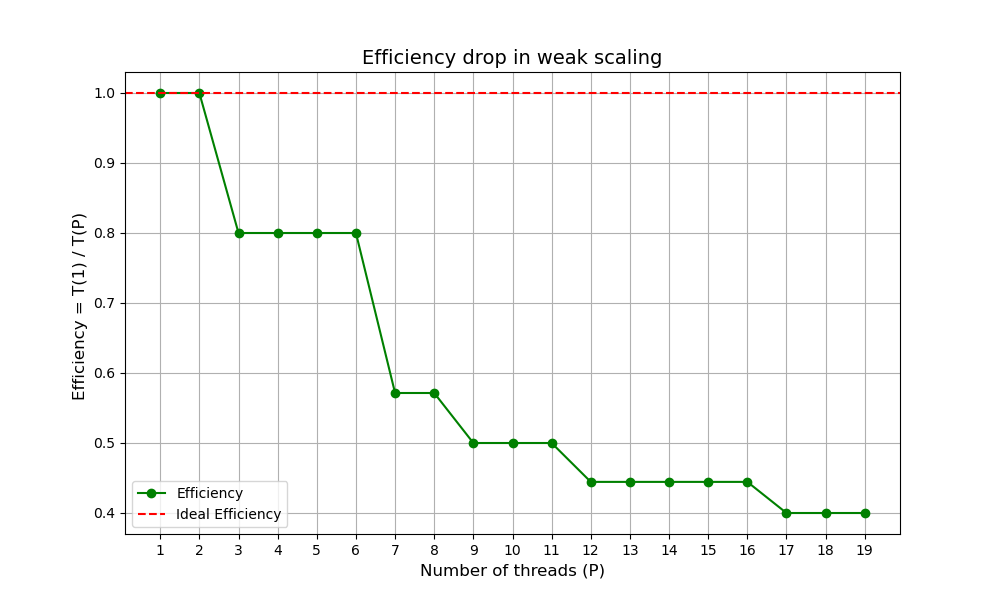 Efficiency drop in weak scaling
Efficiency = T(1) / T(P)
1.0
0.9
0.8
0.7
0.6
0.5
0.4
Efficiency
Ideal Efficiency
1 2 3 4 5 6 7 8 9 10 11 12 13 14 15 16 17 18 19
Number of threads (P)